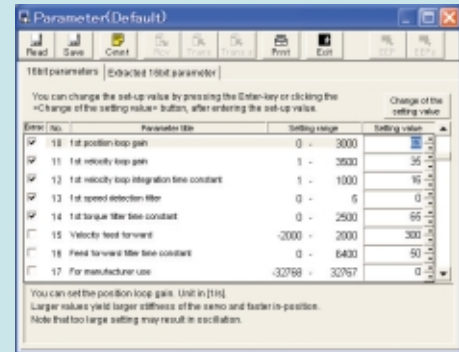 Parameter(Default)
Read Save Cmnt Rcv Trans Print Exit EEP
16bit parameters Extracted 16bit parameter
You can change the set-up value by pressing the Enter-key or clicking the
«Change of the setting value» button, after entering the set-up value.
Change of the
setting value
No. Parameter title Setting range Setting value
10 1st position loop gain 0 - 3000
11 1st velocity loop gain 1 - 3500 35
12 1st velocity loop integration time constant 1 - 1000 16
13 1st speed detection filter 0 - 5 0
14 1st torque filter time constant 0 - 2500 65
15 Velocity feed forward -2000 - 2000 300
16 Feed forward filter time constant 0 - 6400 50
17 For manufacturer use -32768 - 32767 0
You can set the position loop gain. Unit in [1/s].
Larger values yield larger stiffness of the servo and faster in-position.
Note that too large setting may result in oscillation.